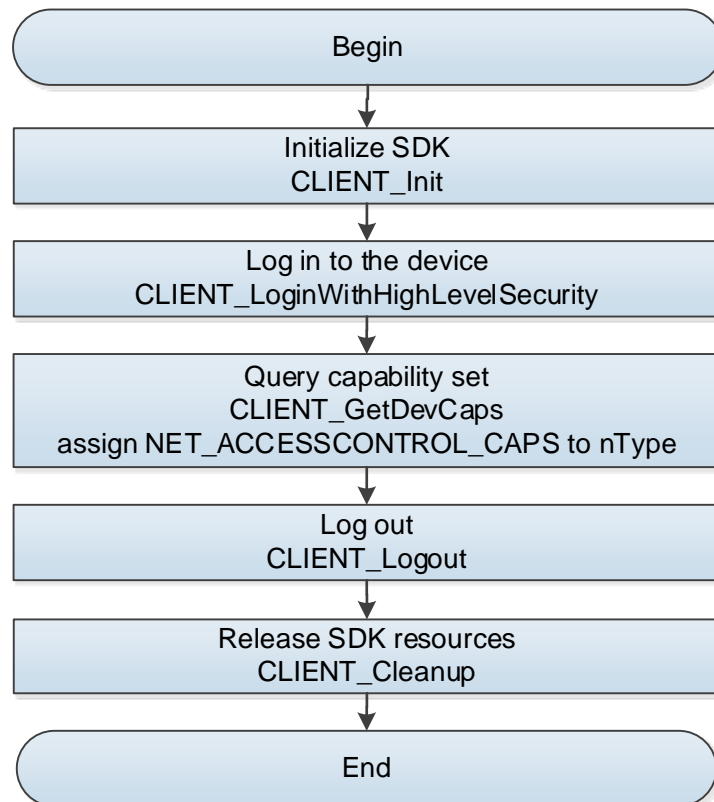 Begin
Initialize SDK
CLIENT_Init
Log in to the device
CLIENT_LoginWithHighLevelSecurity
Query capability set
CLIENT_GetDevCaps
assign NET_ACCESSCONTROL_CAPS to nType
Log out
CLIENT_Logout
Release SDK resources
CLIENT_Cleanup
End